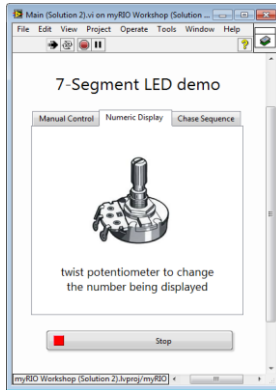 Main (Solution 2).vi on myRIO Workshop (Solution ...
File Edit View Project Operate Tools Window Help
7-Segment LED demo
Manual Control Numeric Display Chase Sequence
twist potentiometer to change
the number being displayed
Stop
myRIO Workshop (Solution 2).lvproj/myRIO